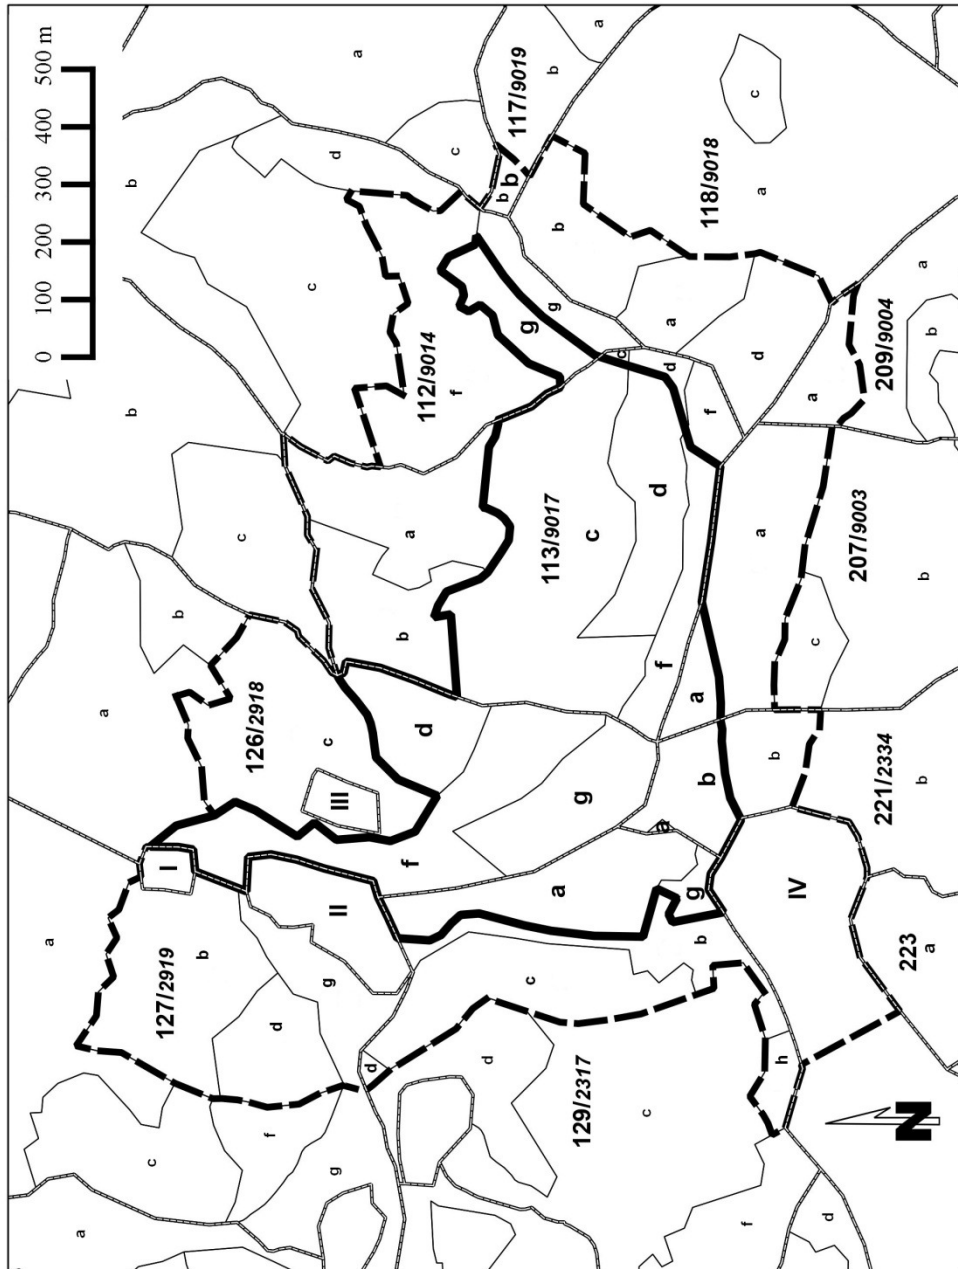 0 100 200 300 400 500 m
a
a
b
b
a
c
127/2919
I
b
b
c
126/2918
f
d
c
c
g
g
d
II
III
a
d
b
a
f
d
112/9014
c
f
d
b
b
117/9019
c
g
113/9017
b
b
g
a
129/2317
g
c
a
c
c
d
f
a
d
a
g
a
b
118/9018
b
f
f
c
d
a
a
b
h
IV
a
c
d
207/9003
221/2334
209/9004
223
N
b
b
a
a
b